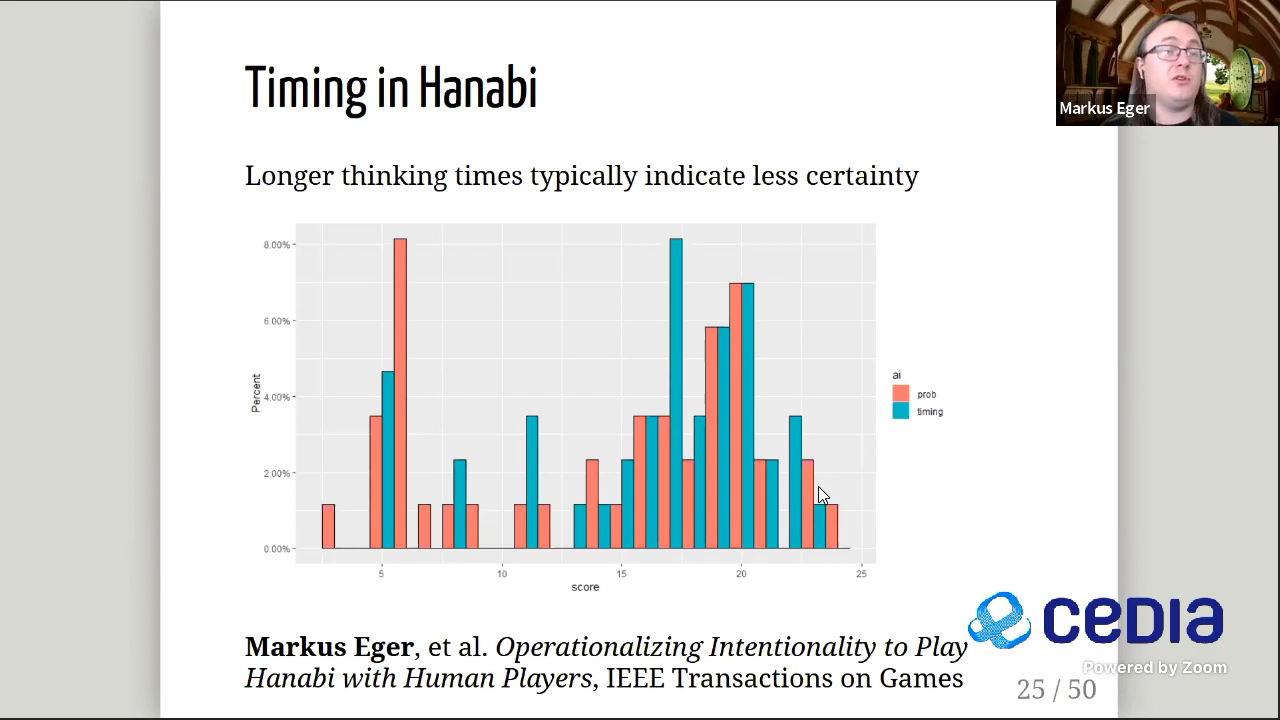 Timing in Hanabi
Markus Eger
Longer thinking times typically indicate less certainty
8.00%
6.00%
4.00%
2.00%
0.00%
Percent
5
10
15
20
25
score
ai
prob
timing
Markus Eger, et al. Operationalizing Intentionality to Play
Hanabi with Human Players, IEEE Transactions on Games
CEDIA
Powered by Zoom
25 / 50